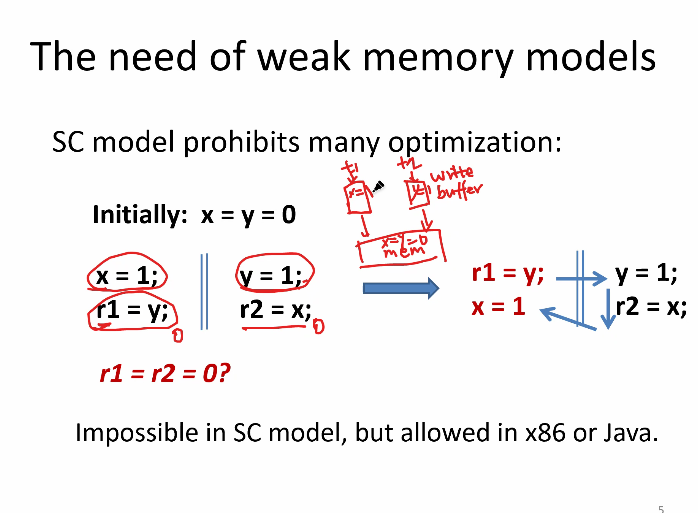 The need of weak memory models
SC model prohibits many optimization:
t1
t2
write
buffer
x=1
y=1
Initially: x = y = 0
x=y=0
mem
x = 1;
r1 = y;
0
y = 1;
r2 = x;
0
r1 = y;
x = 1
y = 1;
r2 = x;
r1 = r2 = 0?
Impossible in SC model, but allowed in x86 or Java.
5